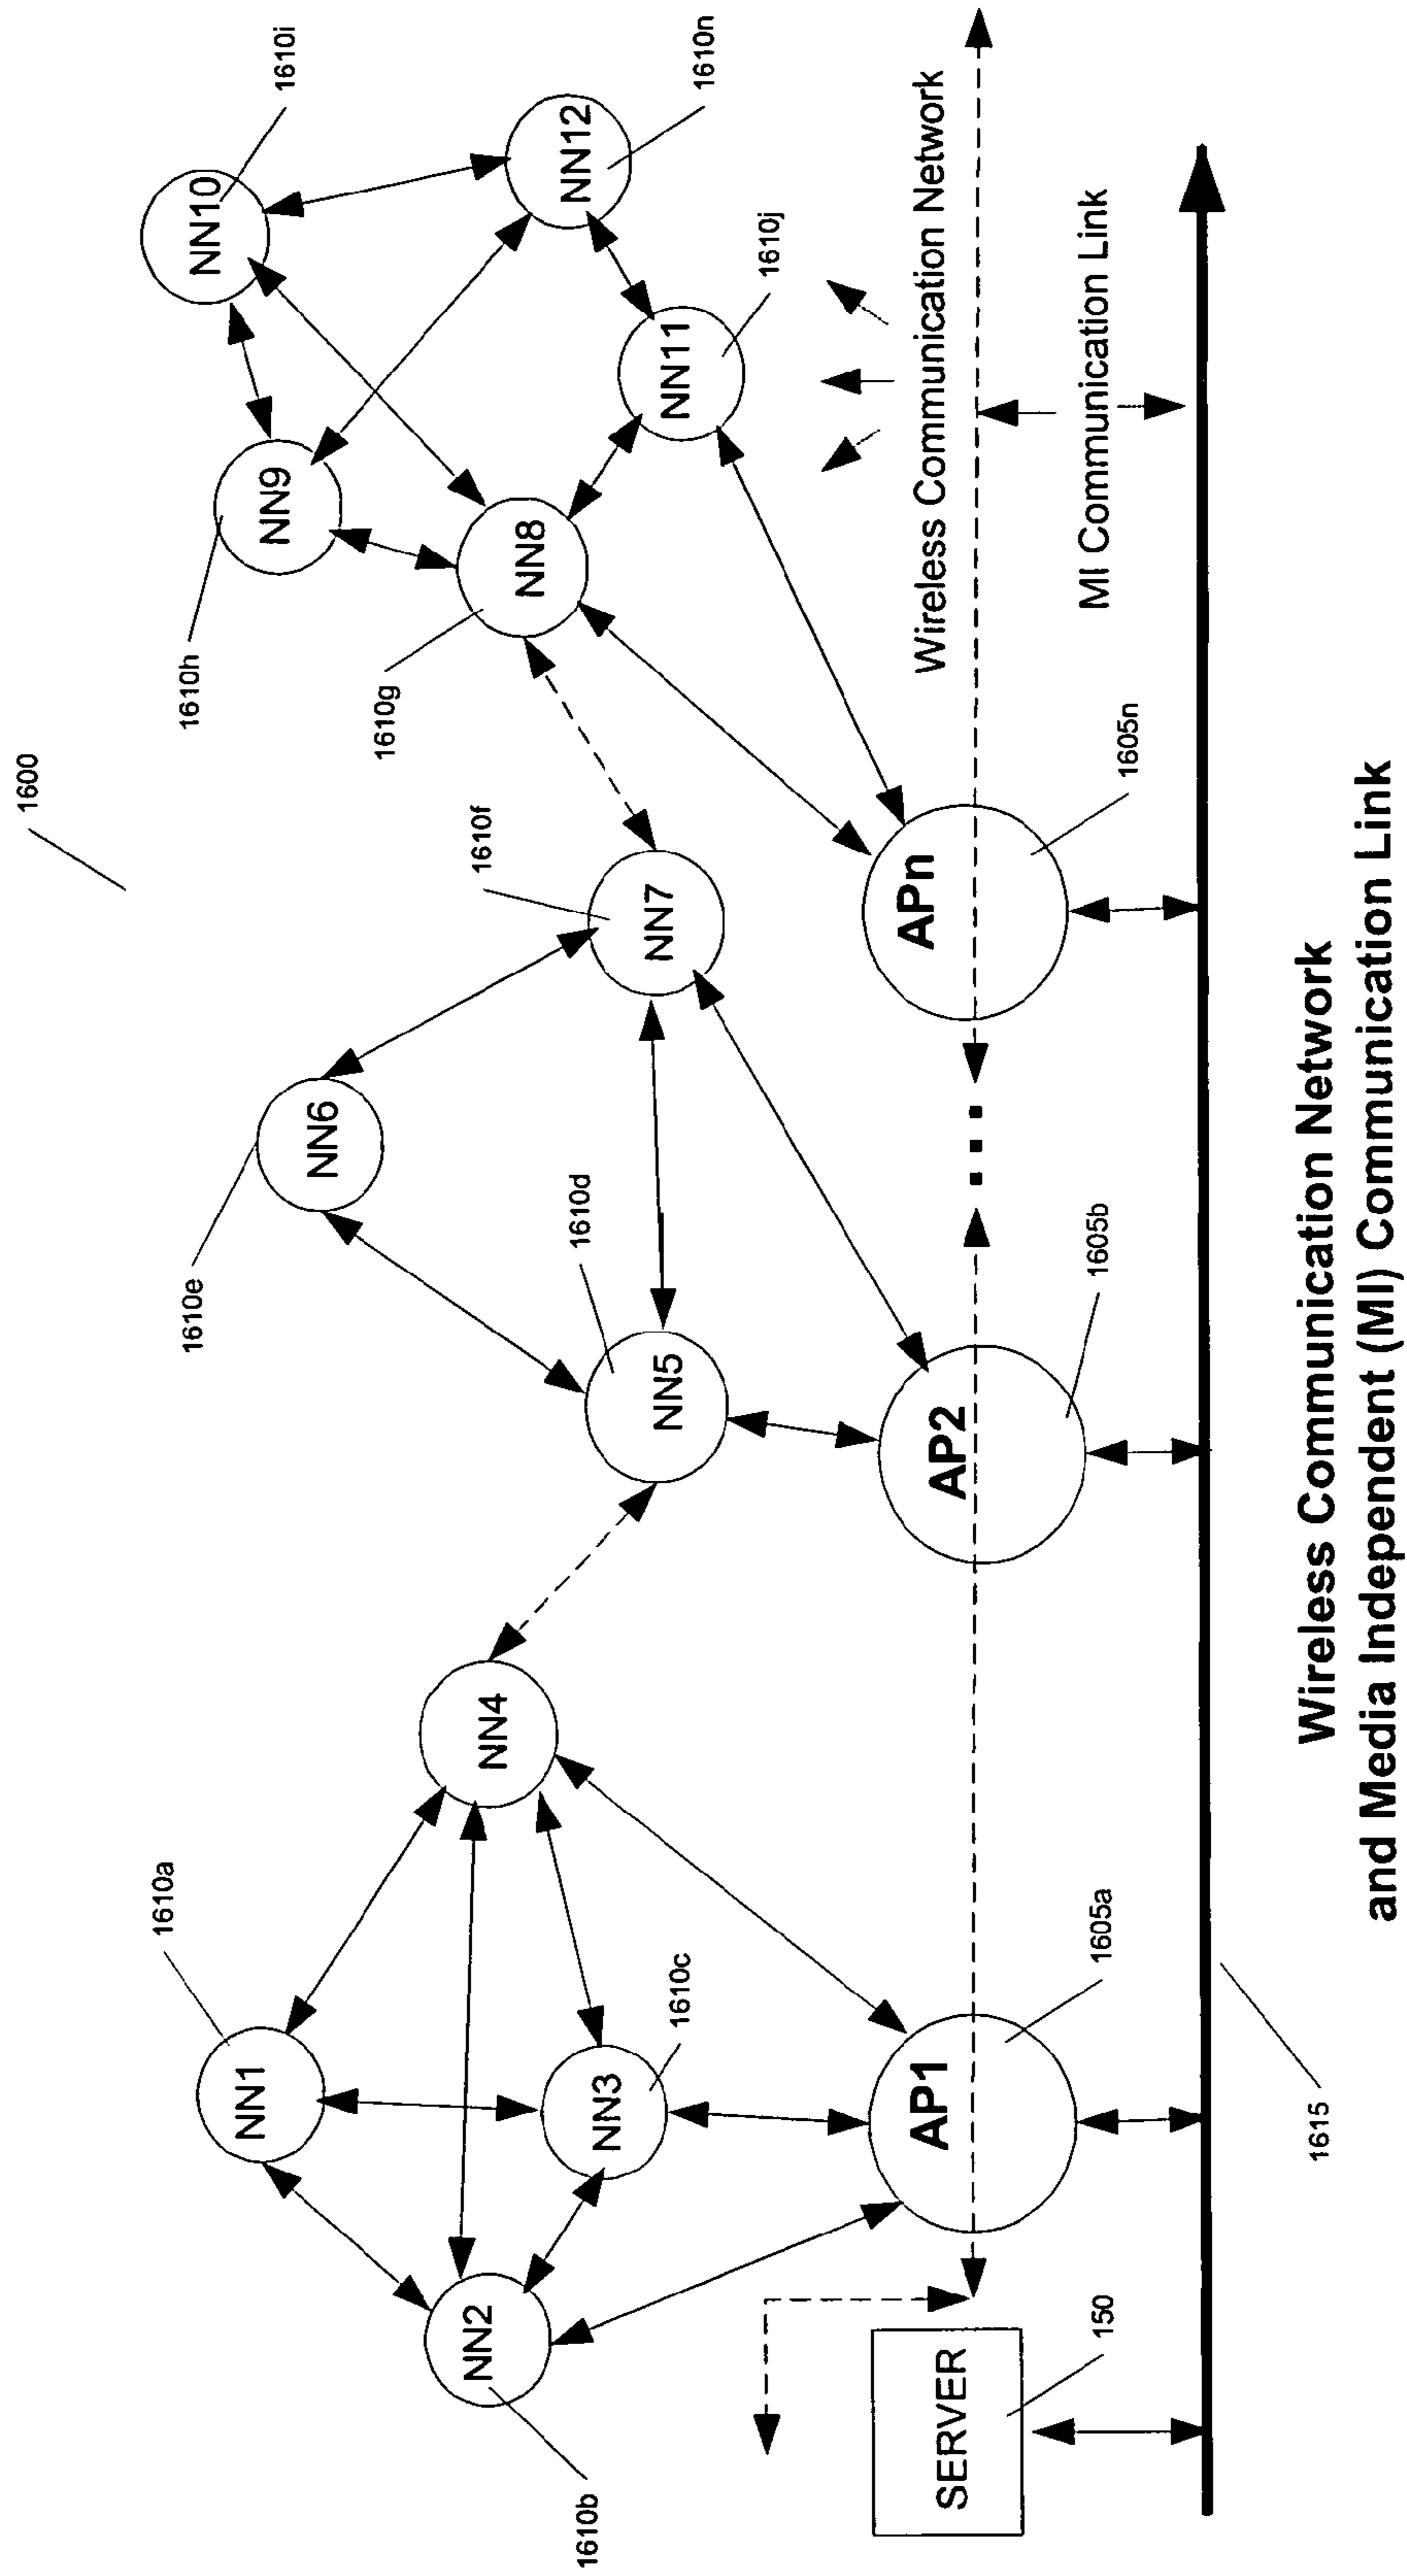 1600
1610i
NN10
1610n
NN12
1610h
NN9
1610g
NN8
1610j
NN11
1610f
NN7
1610e
NN6
1610d
NN5
NN4
1610a
NN1
1610c
NN3
NN2
1610b
Wireless Communication Network
MI Communication Link
APn
1605n
AP2
1605b
AP1
1605a
SERVER
150
1615
Wireless Communication Network
and Media Independent (MI) Communication Link